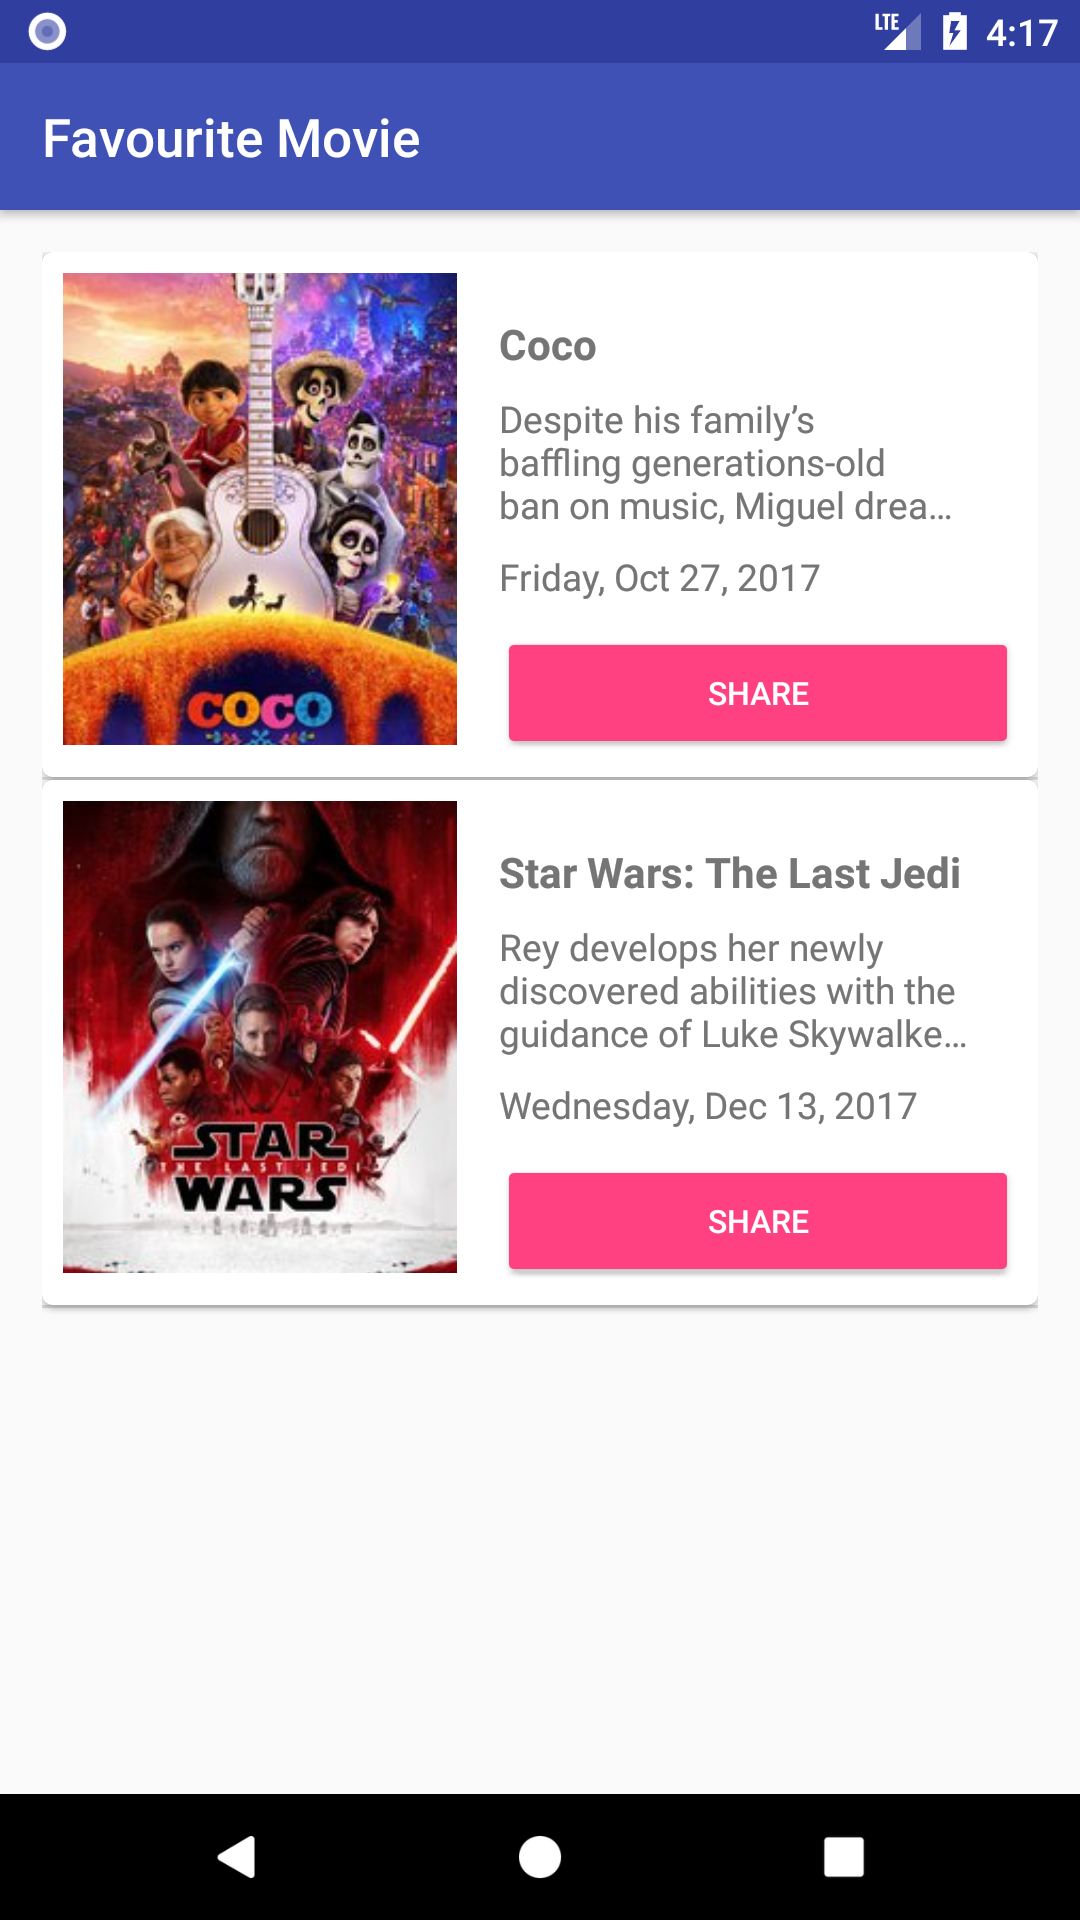 LTE 4:17
Favourite Movie
COCO
Coco
Despite his family’s
baffling generations-old
ban on music, Miguel drea…
Friday, Oct 27, 2017
SHARE
STAR
THE LAST JEDI
WARS
Star Wars: The Last Jedi
Rey develops her newly
discovered abilities with the
guidance of Luke Skywalke…
Wednesday, Dec 13, 2017
SHARE